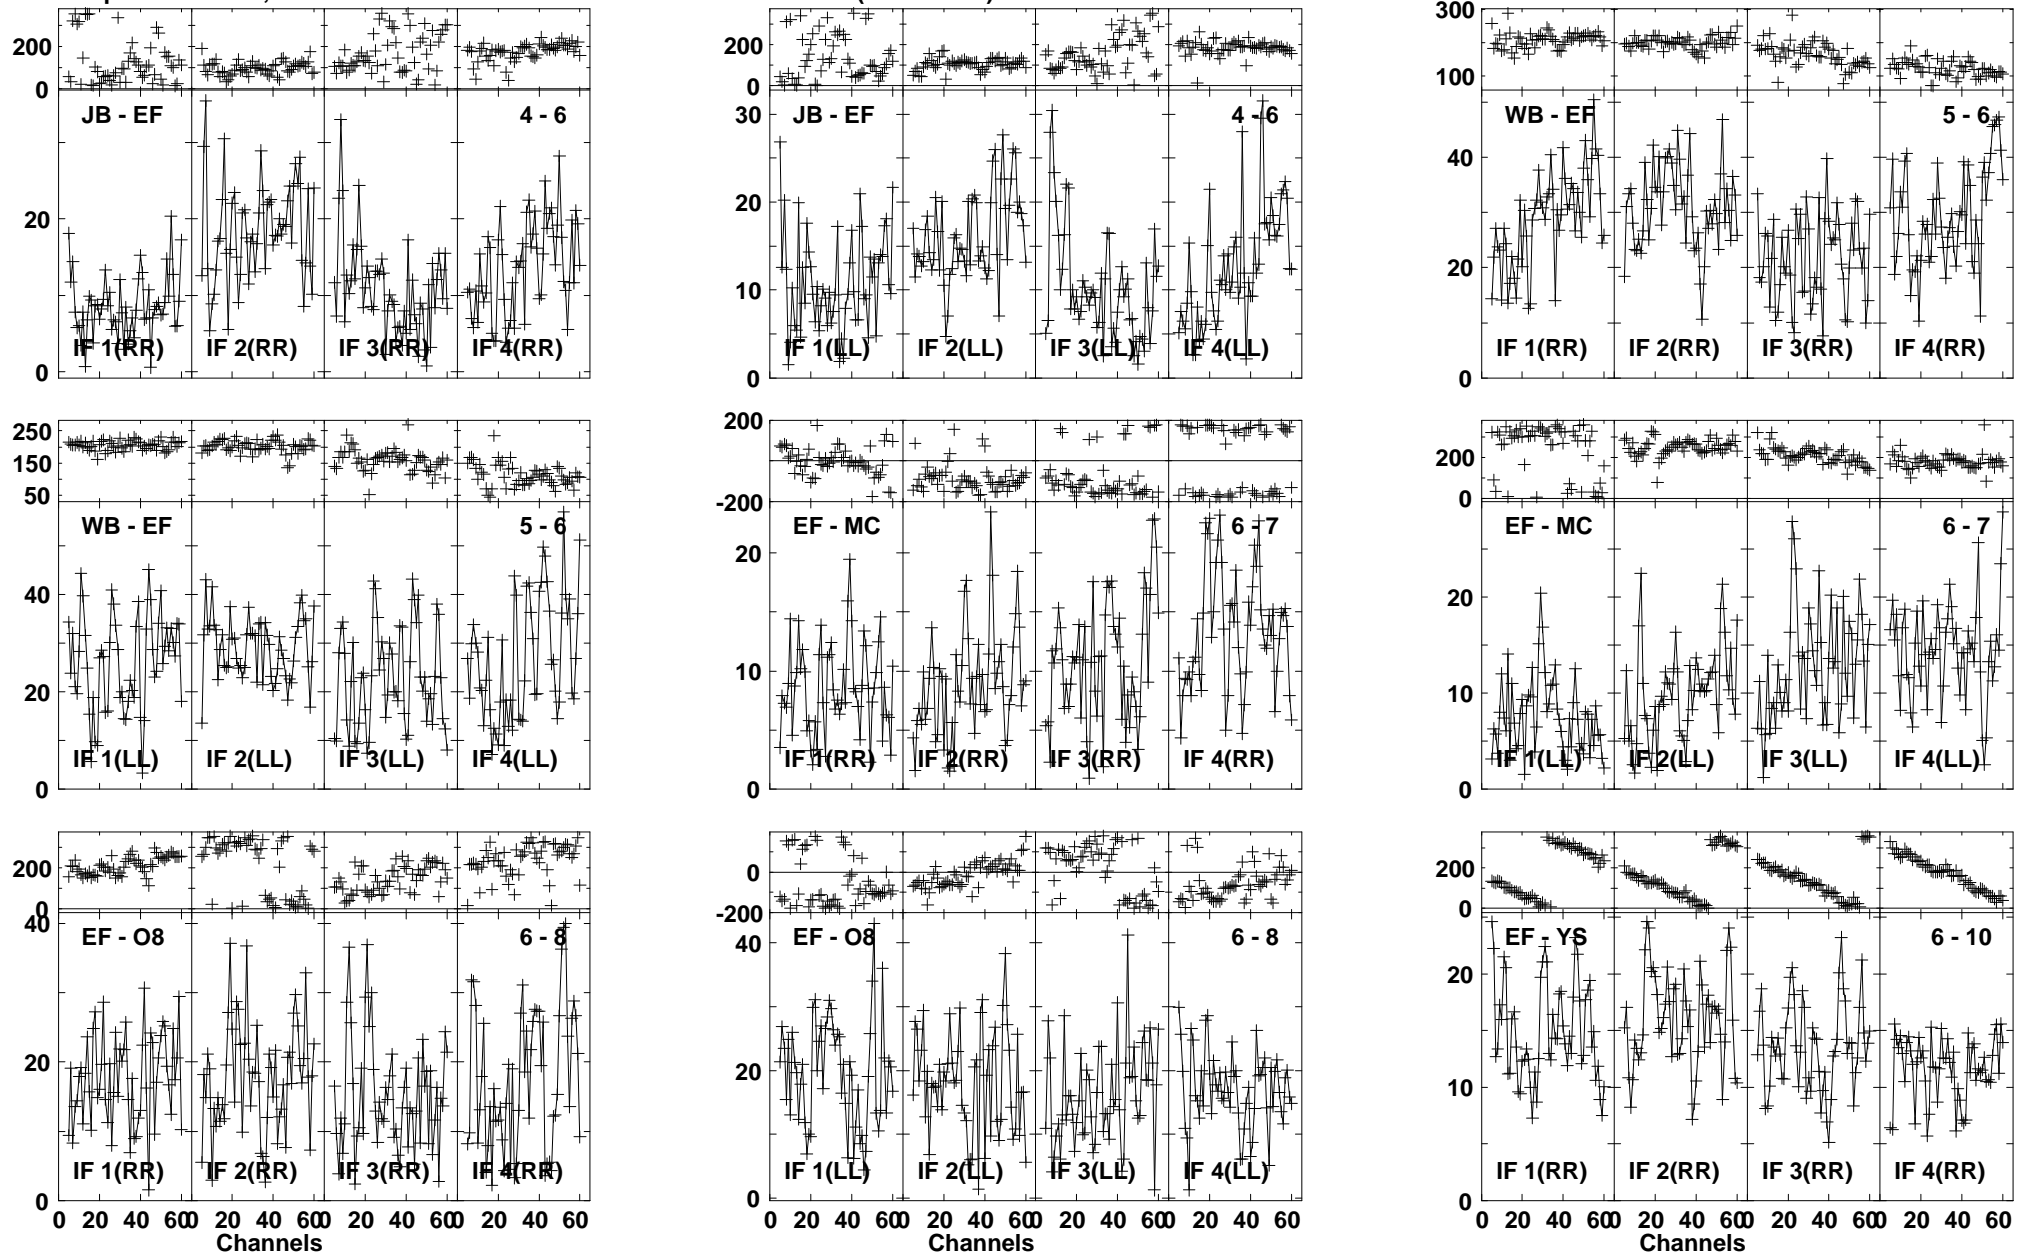 200
0
JB - EF
4 - 6
20
0
IF 1(RR)
IF 2(RR)
IF 3(RR)
IF 4(RR)
200
0
JB - EF
4 - 6
30
20
10
0
IF 1(LL)
IF 2(LL)
IF 3(LL)
IF 4(LL)
300
100
WB - EF
5 - 6
40
20
0
IF 1(RR)
IF 2(RR)
IF 3(RR)
IF 4(RR)
250
150
50
WB - EF
5 - 6
40
20
0
IF 1(LL)
IF 2(LL)
IF 3(LL)
IF 4(LL)
200
-200
EF - MC
6 - 7
20
10
0
IF 1(RR)
IF 2(RR)
IF 3(RR)
IF 4(RR)
200
0
EF - MC
6 - 7
20
10
0
IF 1(LL)
IF 2(LL)
IF 3(LL)
IF 4(LL)
200
0
40
EF - O8
6 - 8
20
0
IF 1(RR)
IF 2(RR)
IF 3(RR)
IF 4(RR)
0 20 40 60 0 20 40 60 0 20 40 60 0 20 40 60
Channels
0
-200
EF - O8
6 - 8
40
20
0
IF 1(LL)
IF 2(LL)
IF 3(LL)
IF 4(LL)
0 20 40 60 0 20 40 60 0 20 40 60 0 20 40 60
Channels
200
0
EF - YS
6 - 10
20
10
0
IF 1(RR)
IF 2(RR)
IF 3(RR)
IF 4(RR)
0 20 40 60 0 20 40 60 0 20 40 60 0 20 40 60
Channels